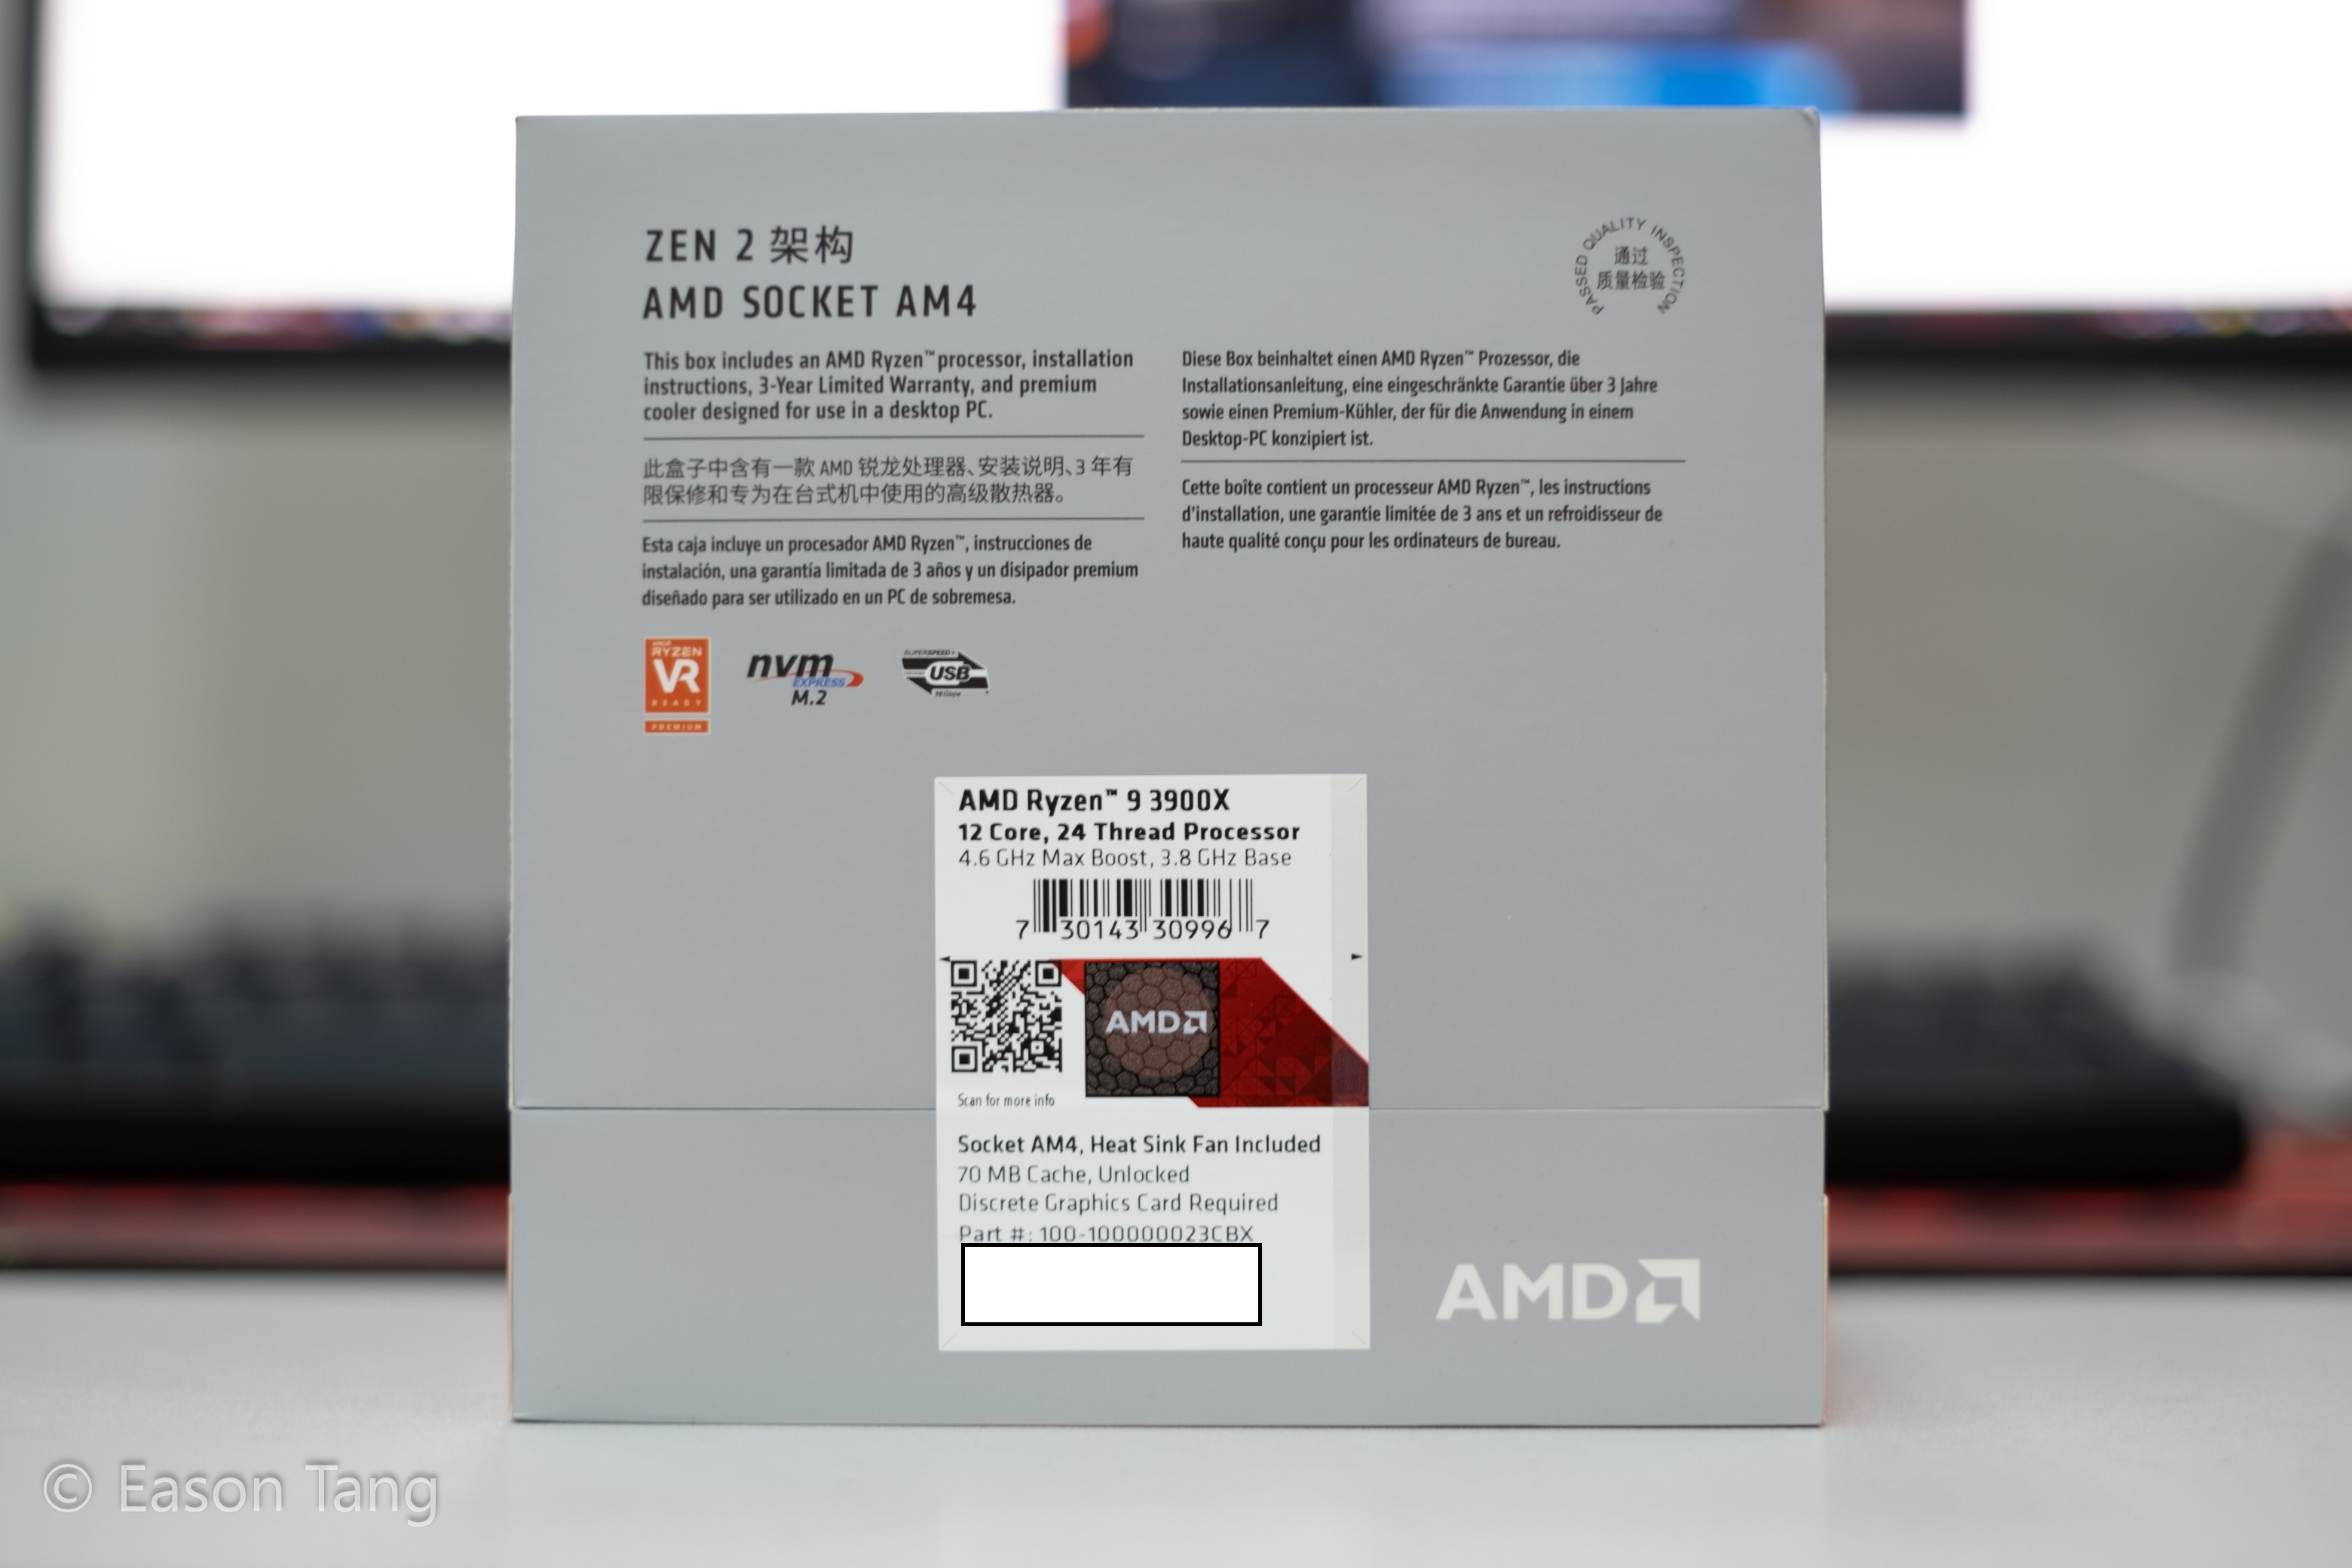 ZEN 2 架构
AMD SOCKET AM4
PASSED QUALITY INSPECTION
通过
质量检验
This box includes an AMD Ryzen™ processor, installation
instructions, 3-Year Limited Warranty, and premium
cooler designed for use in a desktop PC.
此盒子中含有一款 AMD 锐龙处理器、安装说明、3 年有
限保修和专为在台式机中使用的高级散热器。
Esta caja incluye un procesador AMD Ryzen™, instrucciones de
instalación, una garantía limitada de 3 años y un disipador premium
diseñado para ser utilizado en un PC de sobremesa.
Diese Box beinhaltet einen AMD Ryzen™ Prozessor, die
Installationsanleitung, eine eingeschränkte Garantie über 3 Jahre
sowie einen Premium-Kühler, der für die Anwendung in einem
Desktop-PC konzipiert ist.
Cette boîte contient un processeur AMD Ryzen™, les instructions
d'installation, une garantie limitée de 3 ans et un refroidisseur de
haute qualité conçu pour les ordinateurs de bureau.
AMD
RYZEN
VR
READY
PREMIUM
nvm
EXPRESS
M.2
SUPERSPEED+
USB
10Gbps
AMD Ryzen™ 9 3900X
12 Core, 24 Thread Processor
4.6 GHz Max Boost, 3.8 GHz Base
7 30143 30996 7
AMD
Scan for more info
Socket AM4, Heat Sink Fan Included
70 MB Cache, Unlocked
Discrete Graphics Card Required
Part #: 100-100000023CBX
AMD
© Eason Tang